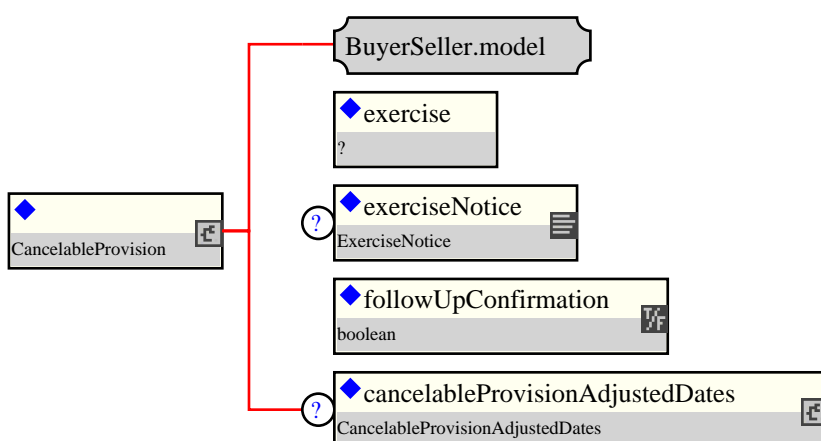 BuyerSeller.model
exercise
?
CancelableProvision
? exerciseNotice
ExerciseNotice
followUpConfirmation
T/F
boolean
? cancelableProvisionAdjustedDates
CancelableProvisionAdjustedDates